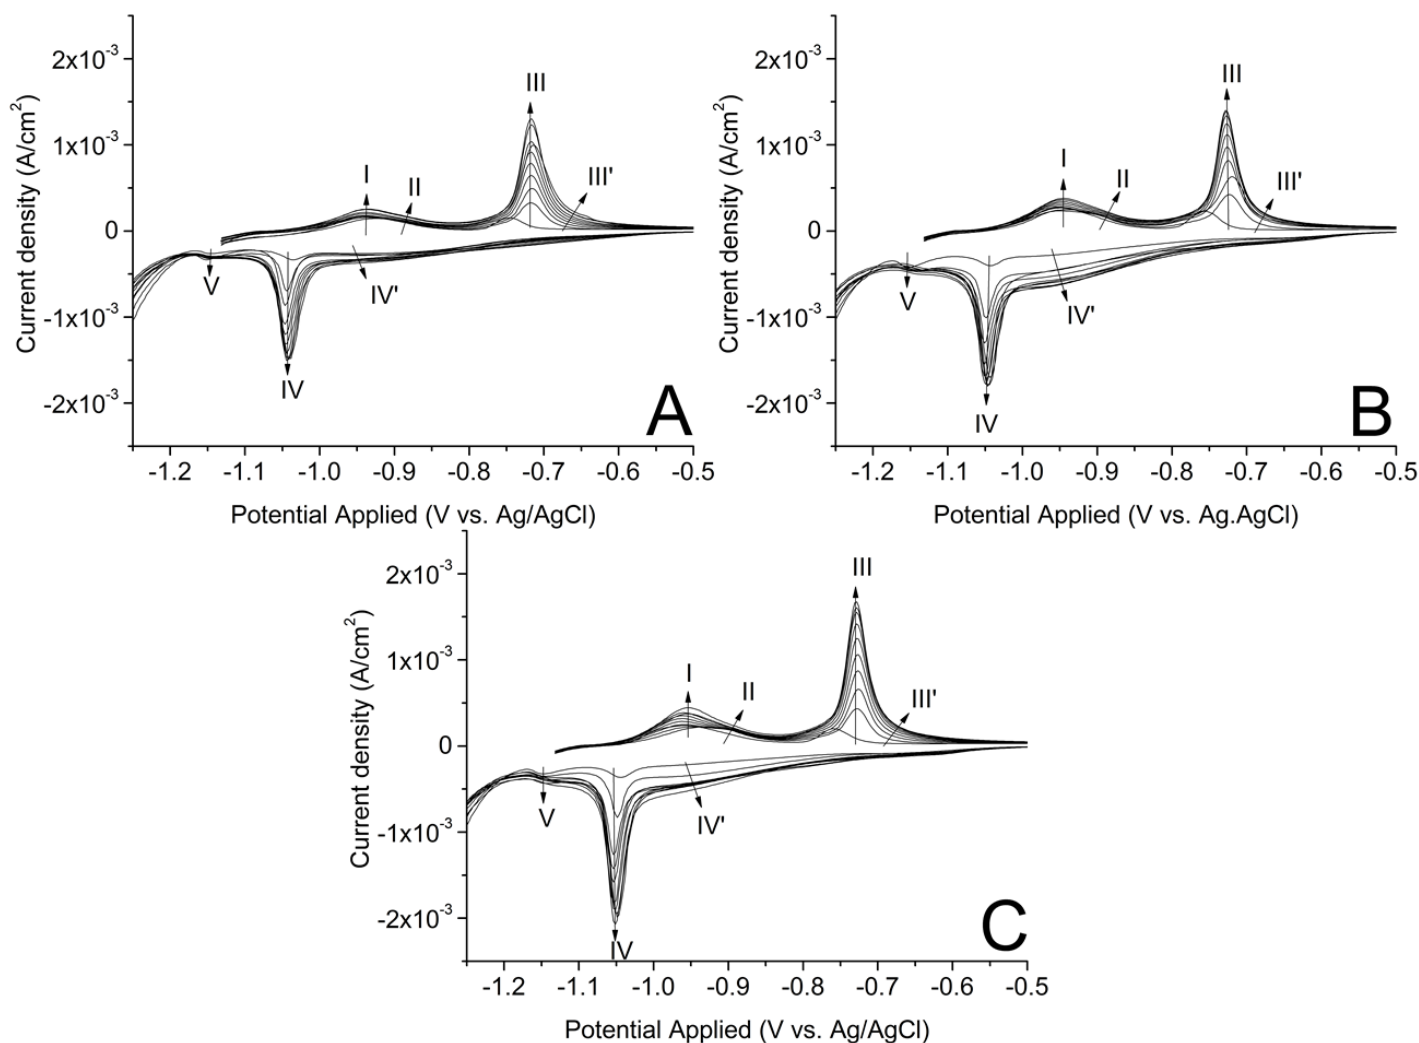 2x10⁻³
1x10⁻³
0
-1x10⁻³
-2x10⁻³
Current density (A/cm²)
I
II
III
III'
IV'
V
IV
A
-1.2 -1.1 -1.0 -0.9 -0.8 -0.7 -0.6 -0.5
Potential Applied (V vs. Ag/AgCl)
2x10⁻³
1x10⁻³
0
-1x10⁻³
-2x10⁻³
Current density (A/cm²)
I
II
III
III'
IV'
V
IV
B
-1.2 -1.1 -1.0 -0.9 -0.8 -0.7 -0.6 -0.5
Potential Applied (V vs. Ag.AgCl)
2x10⁻³
1x10⁻³
0
-1x10⁻³
-2x10⁻³
Current density (A/cm²)
I
II
III
III'
IV'
V
IV
C
-1.2 -1.1 -1.0 -0.9 -0.8 -0.7 -0.6 -0.5
Potential Applied (V vs. Ag/AgCl)